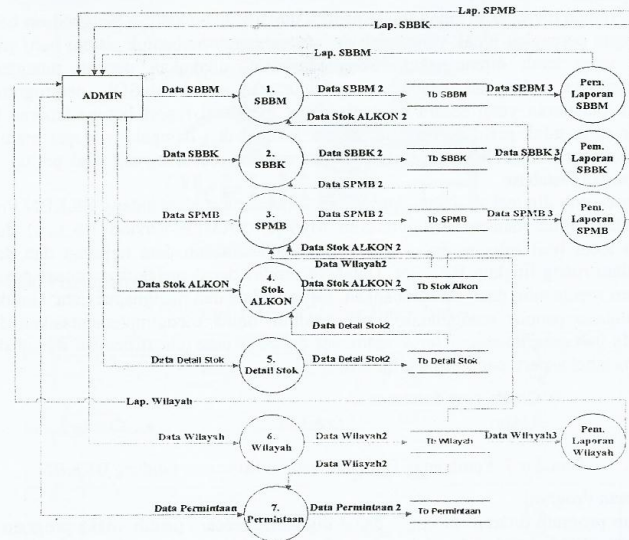 Lap. SPMB
Lap. SBBK
Lap. SBBM
ADMIN
Data SBBM
1.
SBBM
Data SBBM 2
Tb SBBM
Data SBBM 3
Pem.
Laporan
SBBM
Data Stok ALKON 2
Data SBBK
2.
SBBK
Data SBBK 2
Tb SBBK
Data SBBK 3
Pem.
Laporan
SBBK
Data SPMB 2
Data SPMB
3.
SPMB
Data SPMB 2
Tb SPMB
Data SPMB 3
Pem.
Laporan
SPMB
Data Stok ALKON 2
Data Wilayah2
Data Stok ALKON
4.
Stok
ALKON
Data Stok ALKON 2
Tb Stok Alkon
Data Detail Stok2
Data Detail Stok
5.
Detail Stok
Data Detail Stok2
Tb Detail Stok
Lap. Wilayah
Data Wilayah
6.
Wilayah
Data Wilayah2
Tb Wilayah
Data Wilayah3
Pem.
Laporan
Wilayah
Data Wilayah2
Data Permintaan
7.
Permintaan
Data Permintaan 2
Tb Permintaan